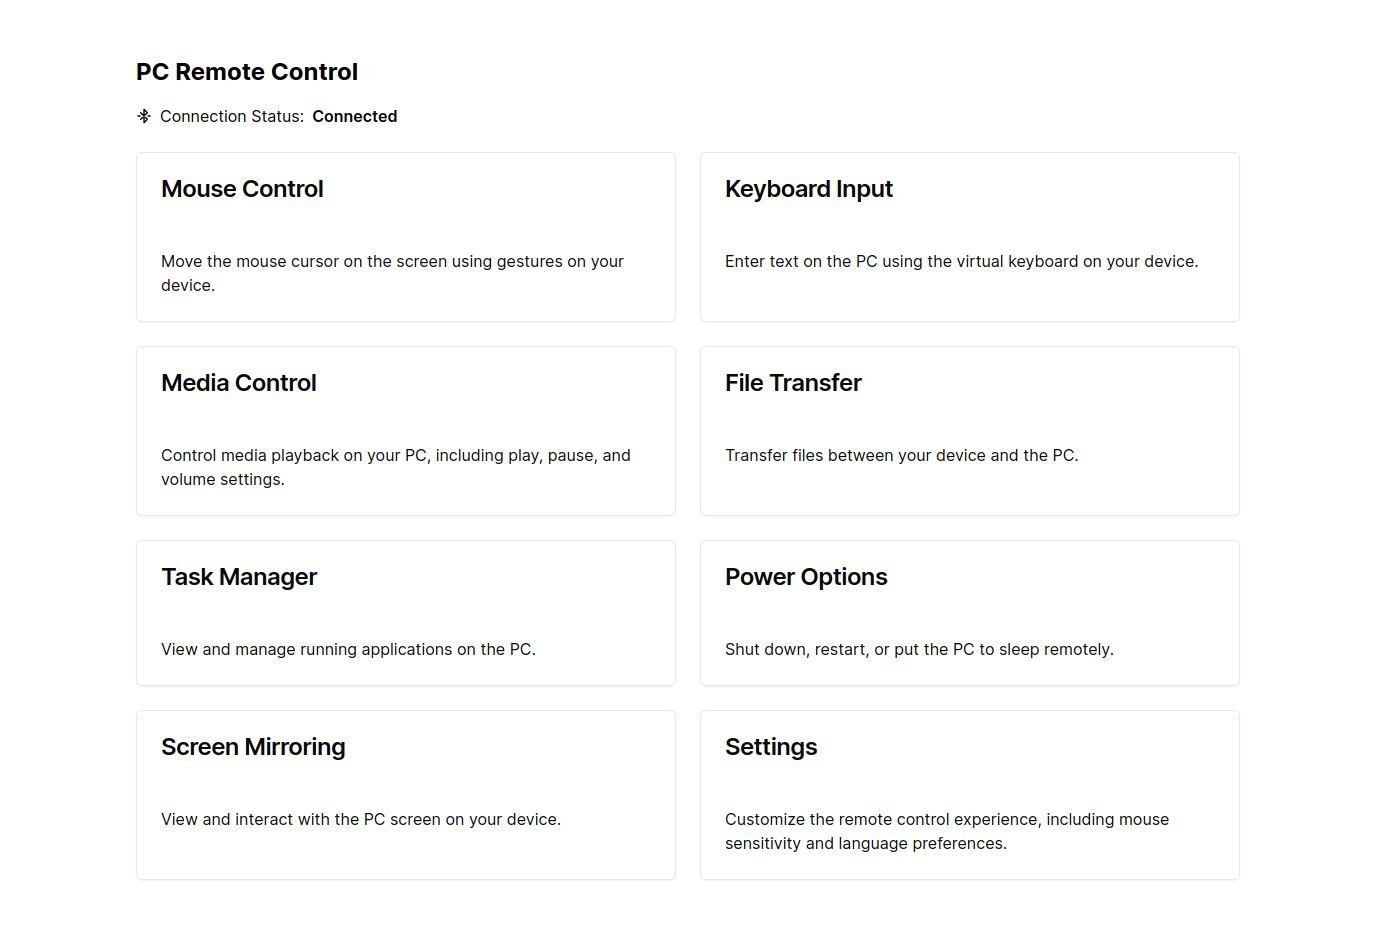 PC Remote Control
Connection Status: Connected
Mouse Control
Move the mouse cursor on the screen using gestures on your
device.
Keyboard Input
Enter text on the PC using the virtual keyboard on your device.
Media Control
Control media playback on your PC, including play, pause, and
volume settings.
File Transfer
Transfer files between your device and the PC.
Task Manager
View and manage running applications on the PC.
Power Options
Shut down, restart, or put the PC to sleep remotely.
Screen Mirroring
View and interact with the PC screen on your device.
Settings
Customize the remote control experience, including mouse
sensitivity and language preferences.